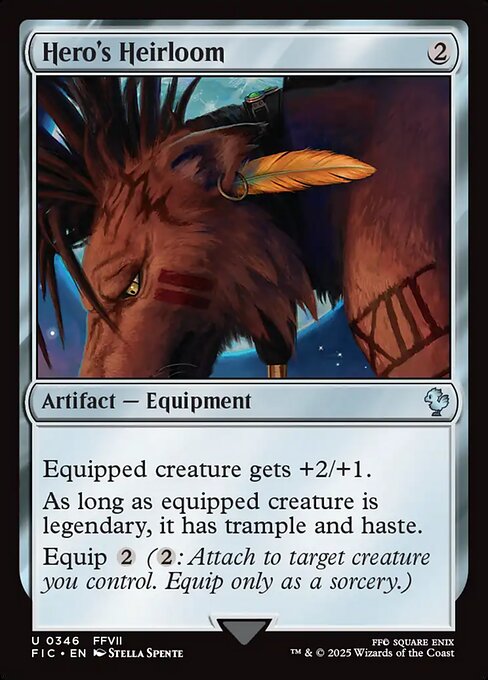 Hero's Heirloom 2
XIII
Artifact — Equipment
Equipped creature gets +2/+1.
As long as equipped creature is
legendary, it has trample and haste.
Equip 2 (2: Attach to target creature
you control. Equip only as a sorcery.)
U 0346 FFVII
FIC • EN Stella Spente
FF© SQUARE ENIX
™ & © 2025 Wizards of the Coast